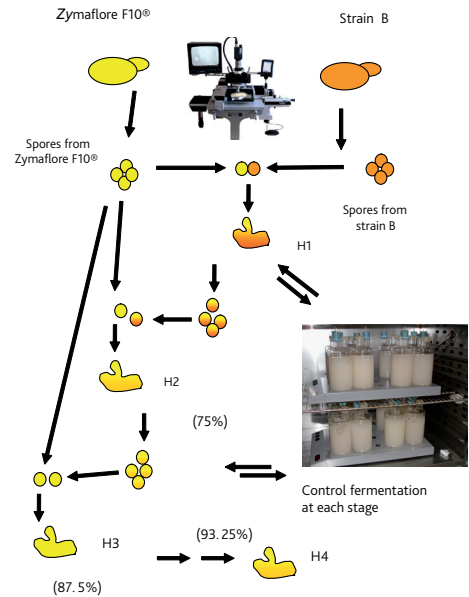 Zymaflore F10®
Strain B
Spores from
Zymaflore F10®
Spores from
strain B
H1
H2
(75%)
Control fermentation
at each stage
(93.25%)
H3
H4
(87.5%)